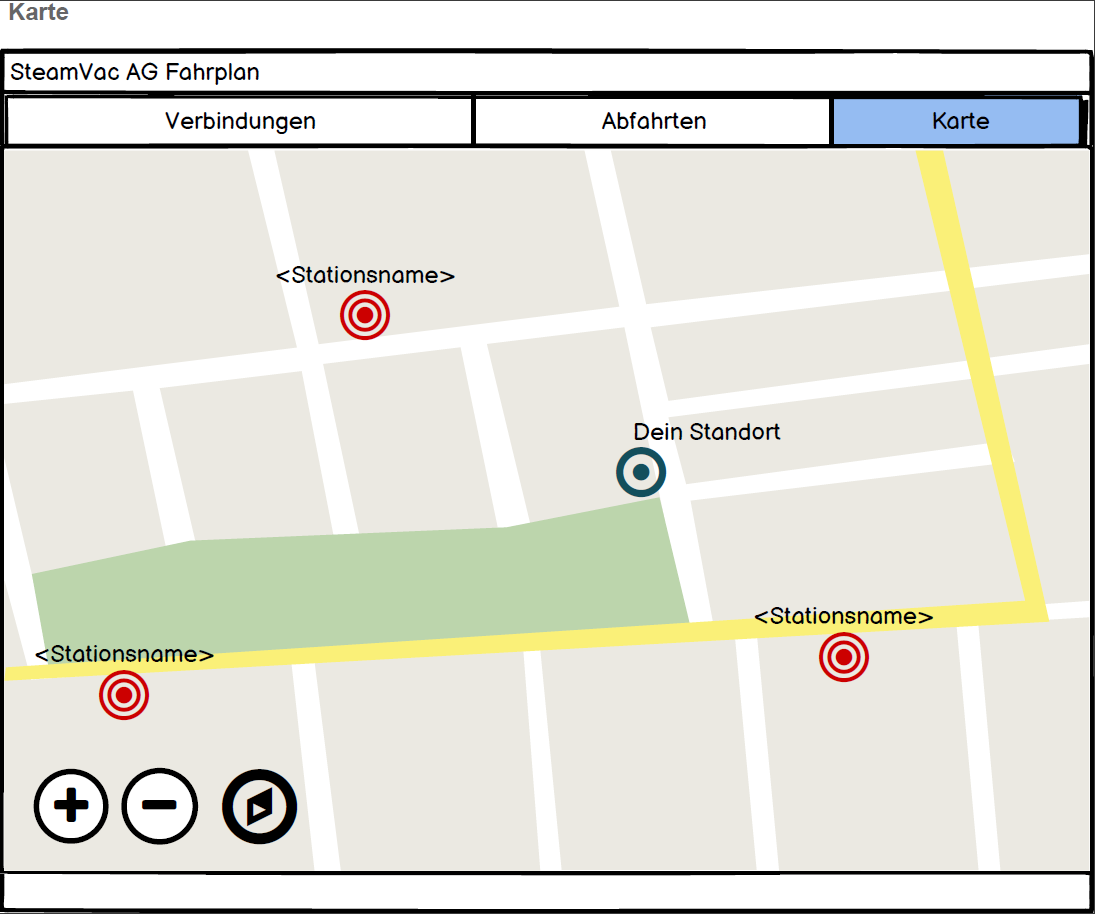 Karte
SteamVac AG Fahrplan
Verbindungen
Abfahrten
Karte
<Stationsname>
Dein Standort
<Stationsname>
<Stationsname>